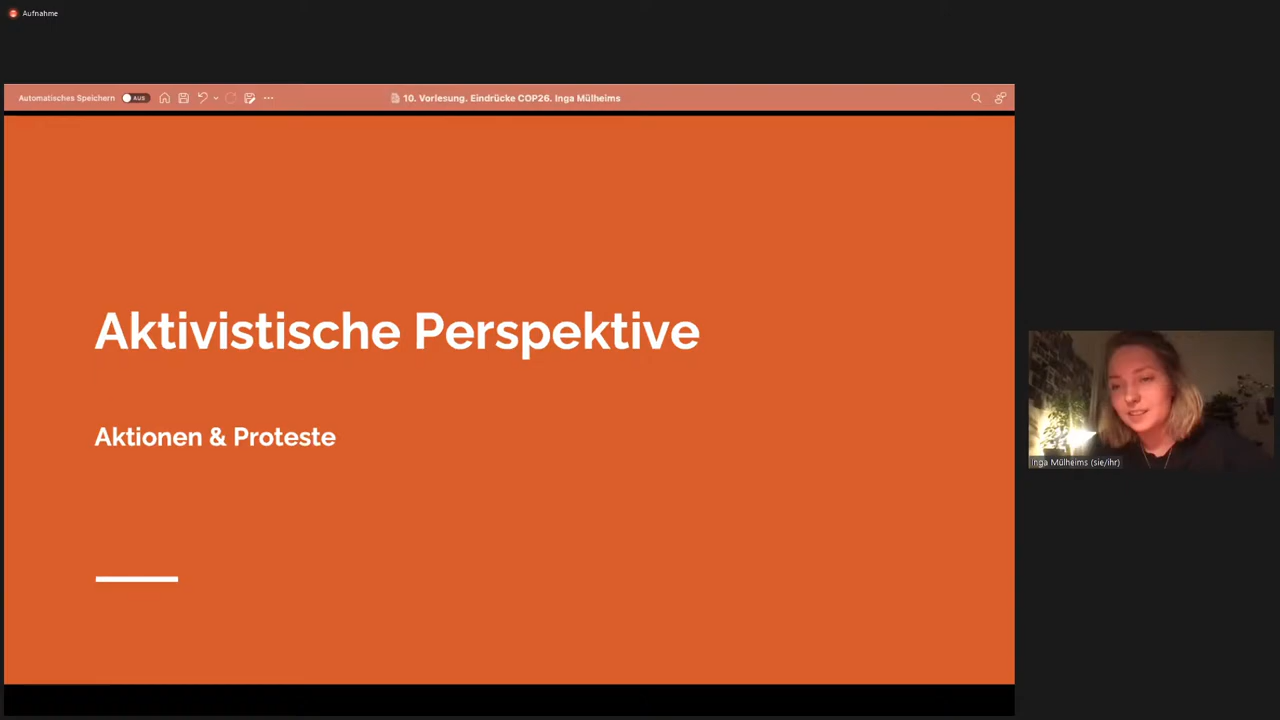 Aufnahme
Automatisches Speichern AUS 10. Vorlesung. Eindrücke COP26. Inga Mülheims
Aktivistische Perspektive
Aktionen & Proteste
Inga Mülheims (sie/ihr)